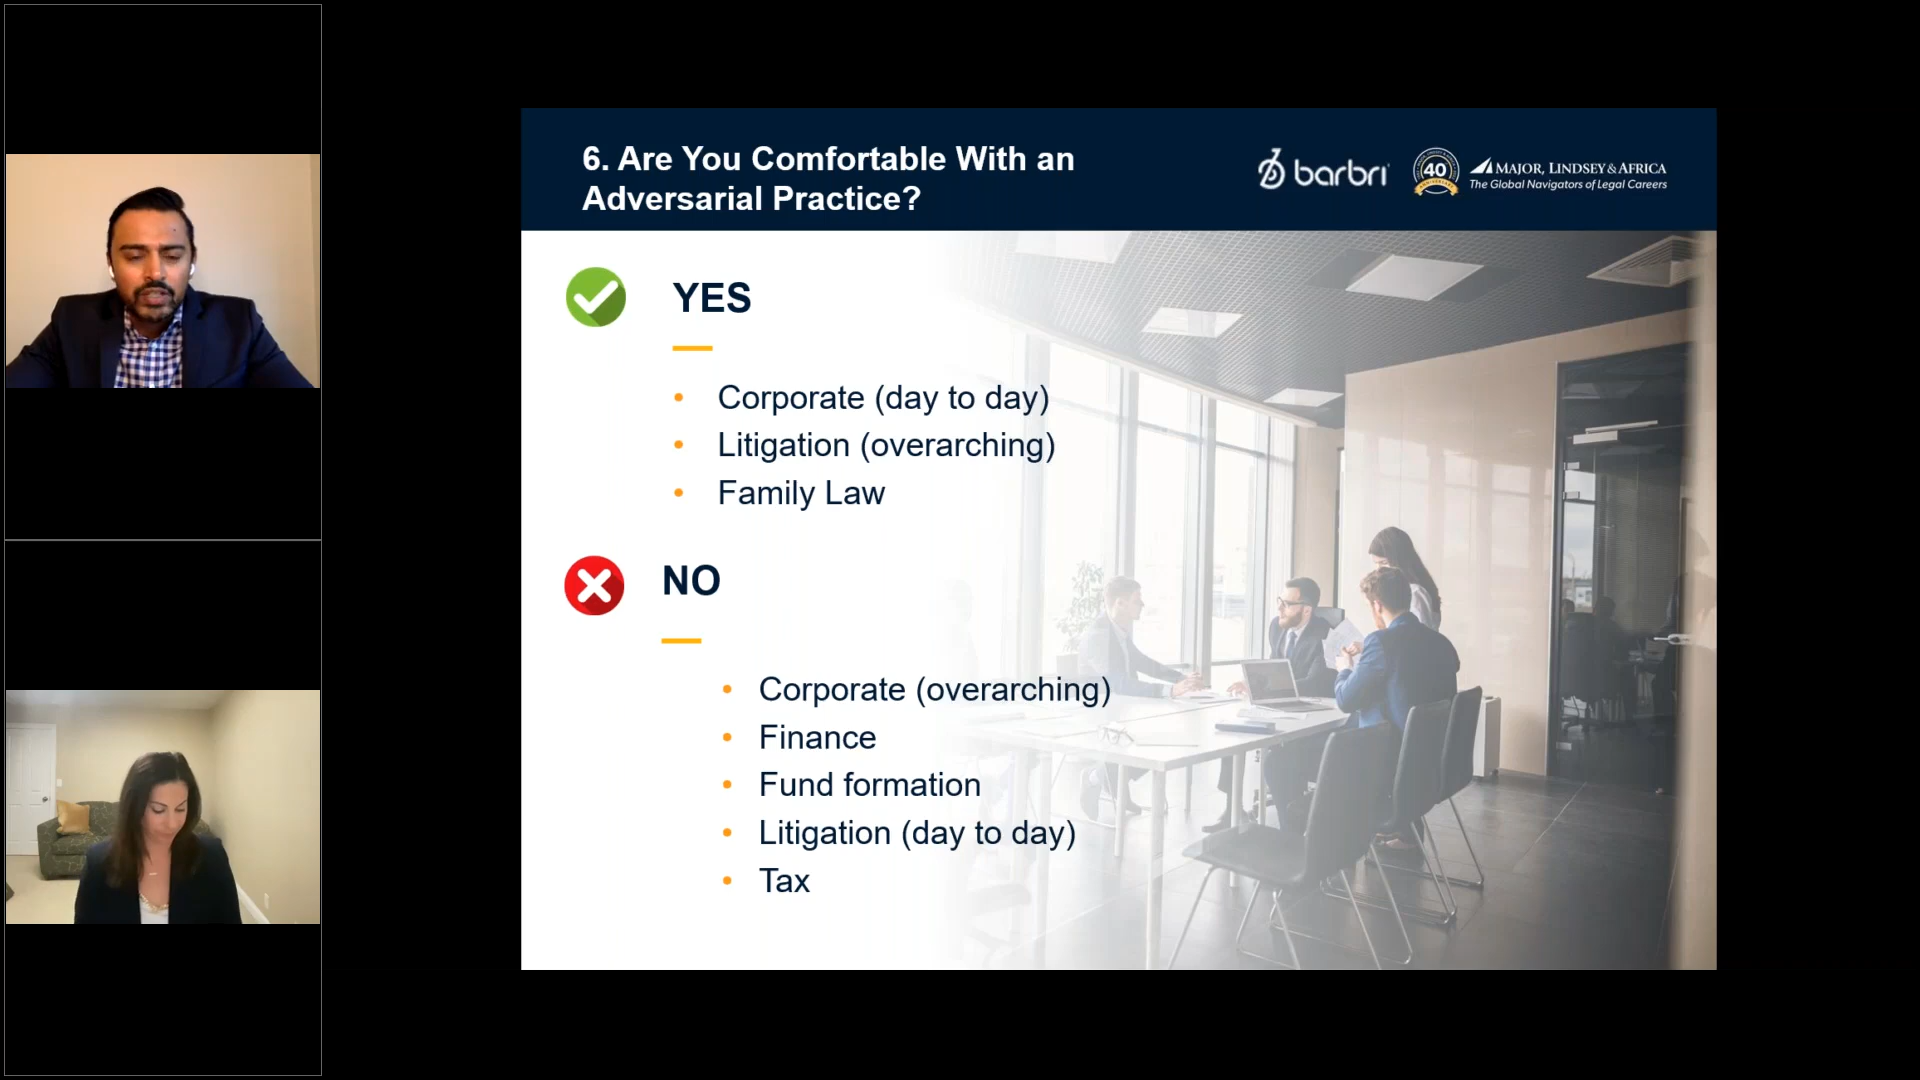 6. Are You Comfortable With an
Adversarial Practice?
barbri
40
MAJOR, LINDSEY & AFRICA
The Global Navigators of Legal Careers
YES
• Corporate (day to day)
• Litigation (overarching)
• Family Law
NO
• Corporate (overarching)
• Finance
• Fund formation
• Litigation (day to day)
• Tax